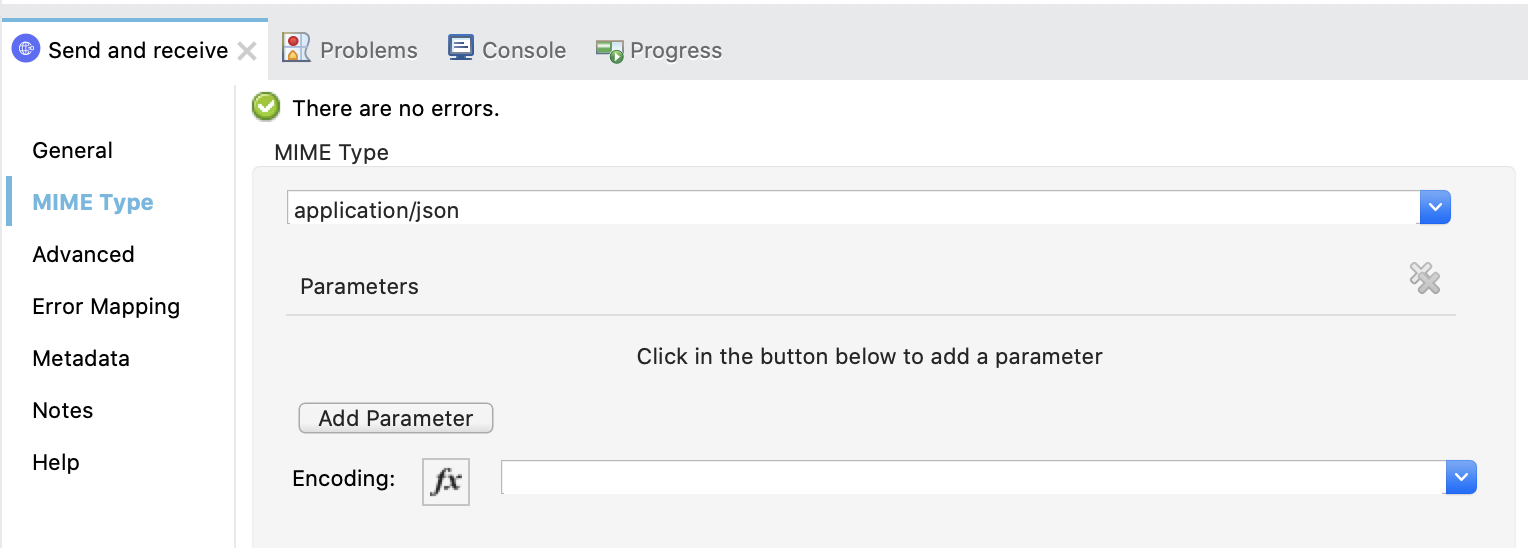 Send and receive Problems Console Progress
There are no errors.
General
MIME Type
Advanced
Error Mapping
Metadata
Notes
Help
MIME Type
application/json
Parameters
Click in the button below to add a parameter
Add Parameter
Encoding: fx